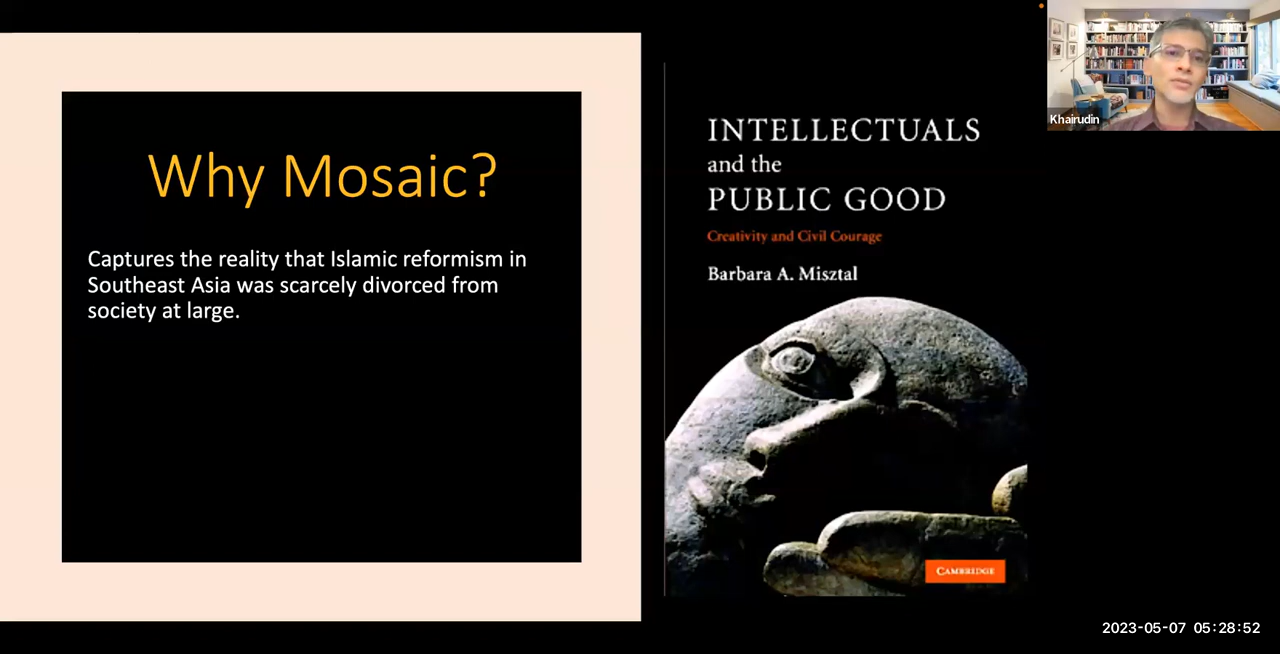 Why Mosaic?
Captures the reality that Islamic reformism in
Southeast Asia was scarcely divorced from
society at large.
INTELLECTUALS
and the
PUBLIC GOOD
Creativity and Civil Courage
Barbara A. Misztal
CAMBRIDGE
Khairudin
2023-05-07 05:28:52